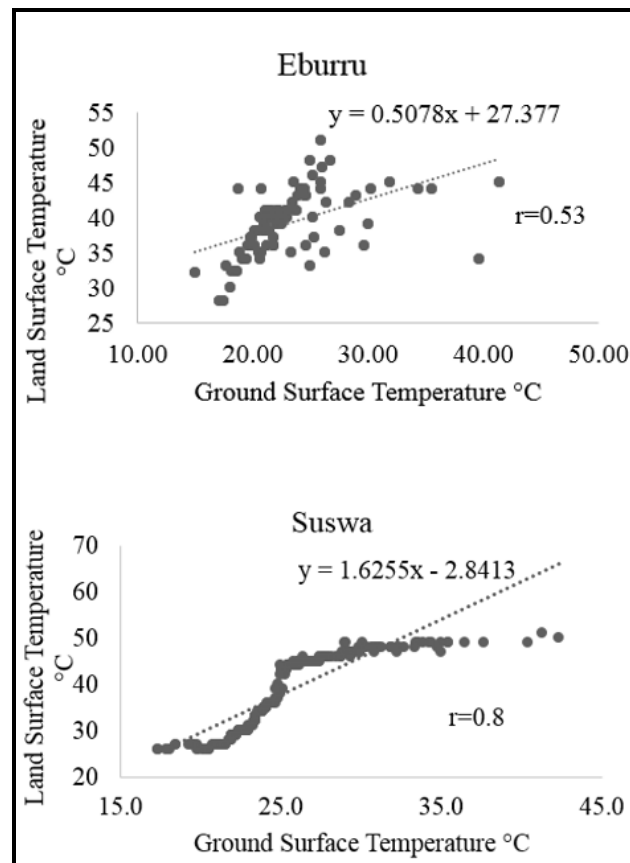 Eburru
y = 0.5078x + 27.377
r=0.53
Land Surface Temperature
°C
55
50
45
40
35
30
25
10.00 20.00 30.00 40.00 50.00
Ground Surface Temperature °C
Suswa
y = 1.6255x - 2.8413
r=0.8
Land Surface Temperature
°C
70
60
50
40
30
20
15.0 25.0 35.0 45.0
Ground Surface Temperature °C